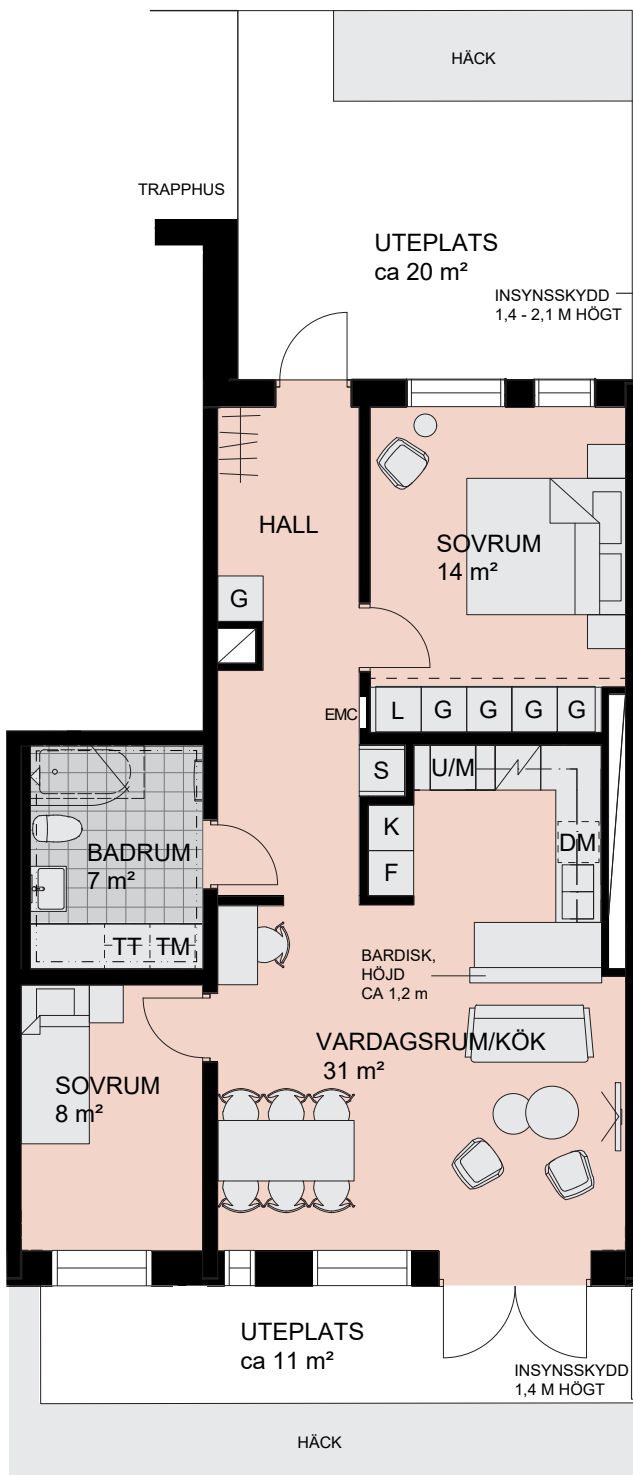 HÄCK
TRAPPHUS
UTEPLATS
ca 20 m²
INSYNSSKYDD
1,4 - 2,1 M HÖGT
HALL
SOVRUM
14 m²
G
EMC
L G G G G
S
U/M
K
DM
F
BADRUM
7 m²
TT TM
BARDISK,
HÖJD
CA 1,2 m
VARDAGSRUM/KÖK
31 m²
SOVRUM
8 m²
UTEPLATS
ca 11 m²
INSYNSSKYDD
1,4 M HÖGT
HÄCK